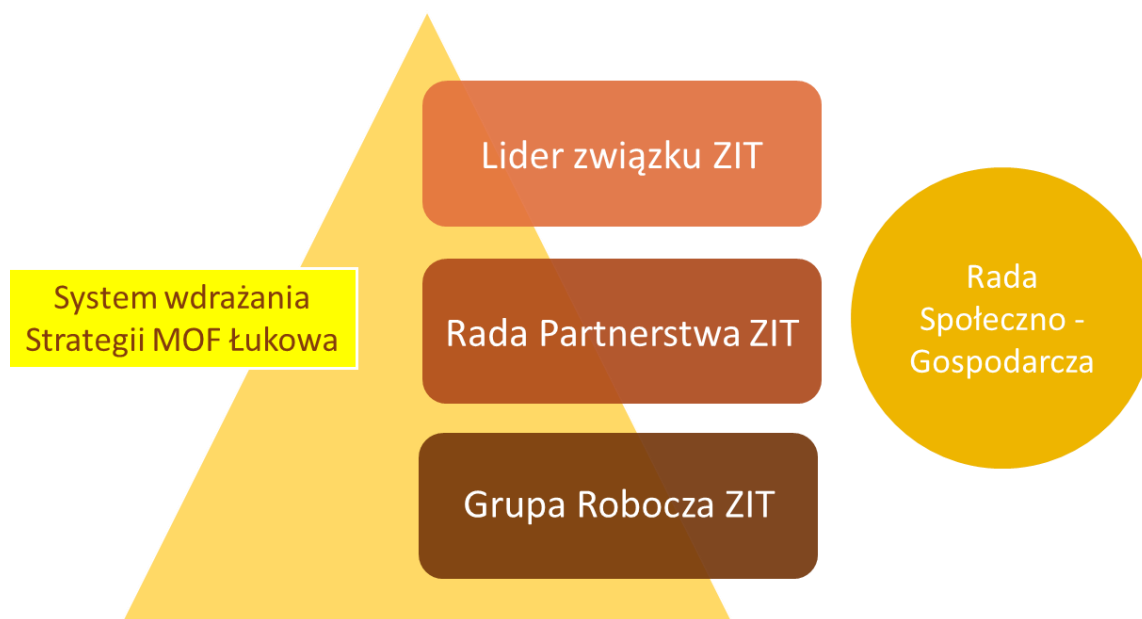 Lider związku ZIT
System wdrażania
Strategii MOF Łukowa
Rada Partnerstwa ZIT
Rada
Społeczno -
Gospodarcza
Grupa Robocza ZIT